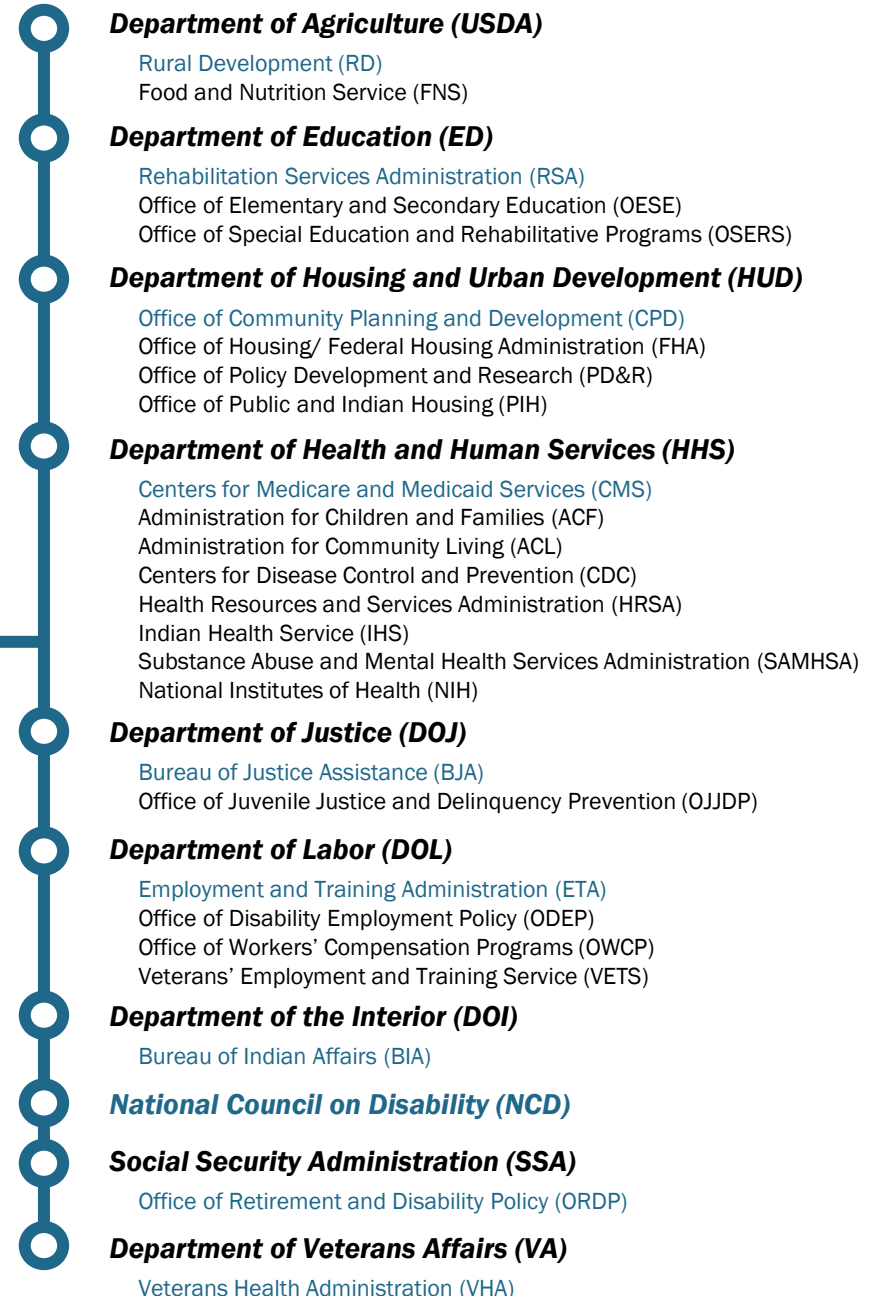 Department of Agriculture (USDA)
Rural Development (RD)
Food and Nutrition Service (FNS)
Department of Education (ED)
Rehabilitation Services Administration (RSA)
Office of Elementary and Secondary Education (OESE)
Office of Special Education and Rehabilitative Programs (OSERS)
Department of Housing and Urban Development (HUD)
Office of Community Planning and Development (CPD)
Office of Housing/ Federal Housing Administration (FHA)
Office of Policy Development and Research (PD&R)
Office of Public and Indian Housing (PIH)
Department of Health and Human Services (HHS)
Centers for Medicare and Medicaid Services (CMS)
Administration for Children and Families (ACF)
Administration for Community Living (ACL)
Centers for Disease Control and Prevention (CDC)
Health Resources and Services Administration (HRSA)
Indian Health Service (IHS)
Substance Abuse and Mental Health Services Administration (SAMHSA)
National Institutes of Health (NIH)
Department of Justice (DOJ)
Bureau of Justice Assistance (BJA)
Office of Juvenile Justice and Delinquency Prevention (OJJDP)
Department of Labor (DOL)
Employment and Training Administration (ETA)
Office of Disability Employment Policy (ODEP)
Office of Workers’ Compensation Programs (OWCP)
Veterans’ Employment and Training Service (VETS)
Department of the Interior (DOI)
Bureau of Indian Affairs (BIA)
National Council on Disability (NCD)
Social Security Administration (SSA)
Office of Retirement and Disability Policy (ORDP)
Department of Veterans Affairs (VA)
Veterans Health Administration (VHA)